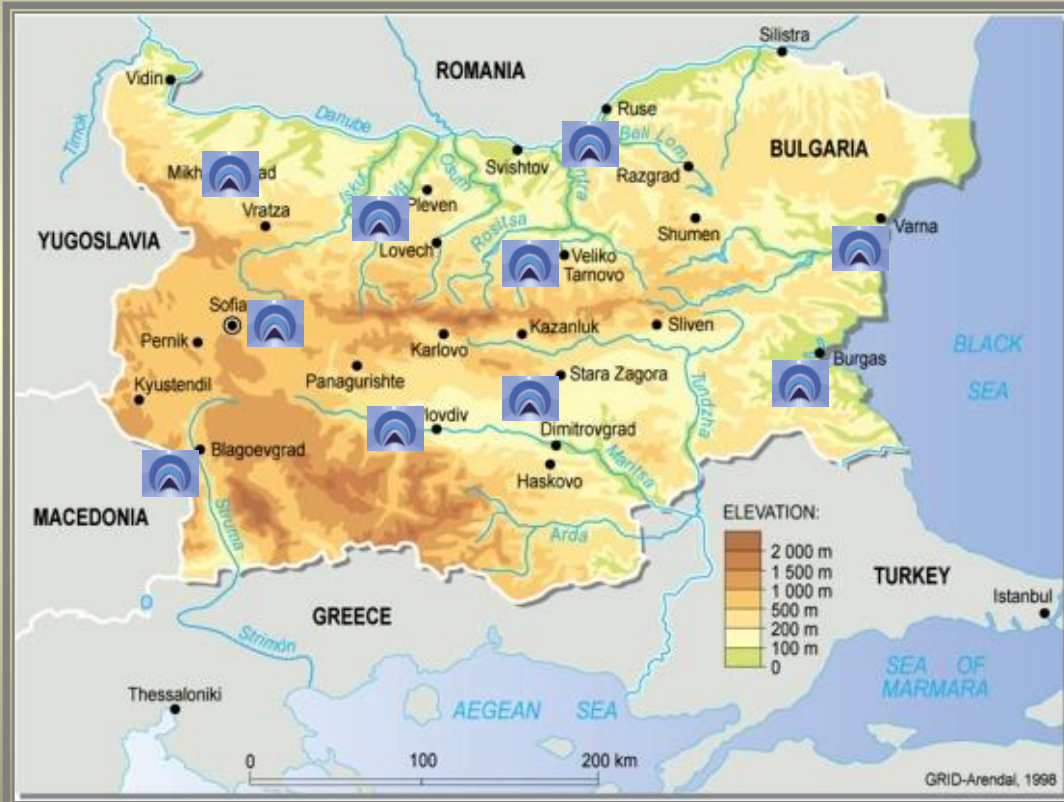 Silistra
ROMANIA
Vidin
Ruse
Timok
Danube
Beli Lom
BULGARIA
Svishtov
Razgrad
Iskur
Vit
Osum
Pleven
Vratza
Rositsa
Shumen
Varna
YUGOSLAVIA
Lovech
Veliko
Tarnovo
Sofia
Kazanluk
Sliven
Pernik
Karlovo
BLACK
SEA
Burgas
Panagurishte
Stara Zagora
Kyustendil
Tundzha
Dimitrovgrad
Blagoevgrad
Maritsa
Haskovo
MACEDONIA
Struma
Arda
ELEVATION:
2 000 m
1 500 m
1 000 m
500 m
200 m
100 m
0
TURKEY
Istanbul
GREECE
Strimón
SEA OF
MARMARA
Thessaloniki
AEGEAN SEA
0 100 200 km
GRID-Arendal, 1998